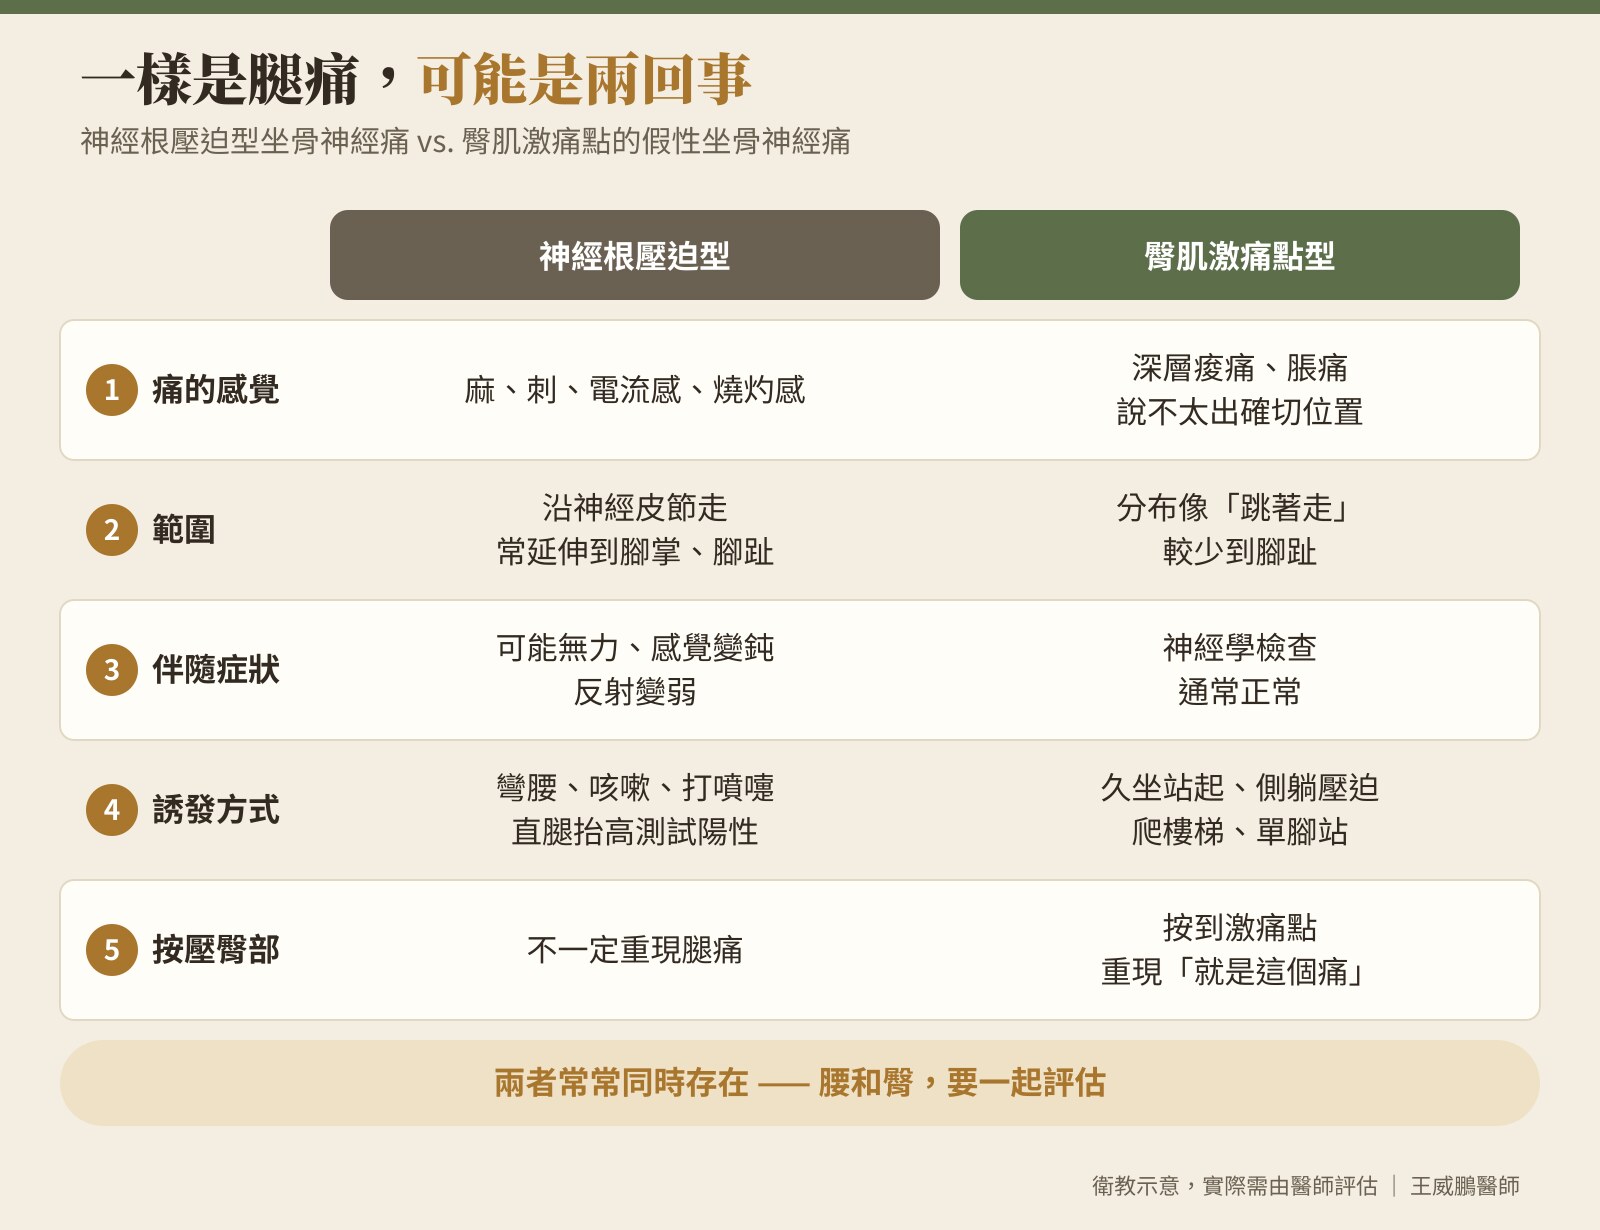 一樣是腿痛，可能是兩回事
神經根壓迫型坐骨神經痛 vs. 臀肌激痛點的假性坐骨神經痛
神經根壓迫型
臀肌激痛點型
1 痛的感覺
麻、刺、電流感、燒灼感
深層痠痛、脹痛
說不太出確切位置
2 範圍
沿神經皮節走
常延伸到腳掌、腳趾
分布像「跳著走」
較少到腳趾
3 伴隨症狀
可能無力、感覺變鈍
反射變弱
神經學檢查
通常正常
4 誘發方式
彎腰、咳嗽、打噴嚏
直腿抬高測試陽性
久坐站起、側躺壓迫
爬樓梯、單腳站
5 按壓臀部
不一定重現腿痛
按到激痛點
重現「就是這個痛」
兩者常常同時存在 —— 腰和臀，要一起評估
衛教示意，實際需由醫師評估 ｜ 王威鵬醫師